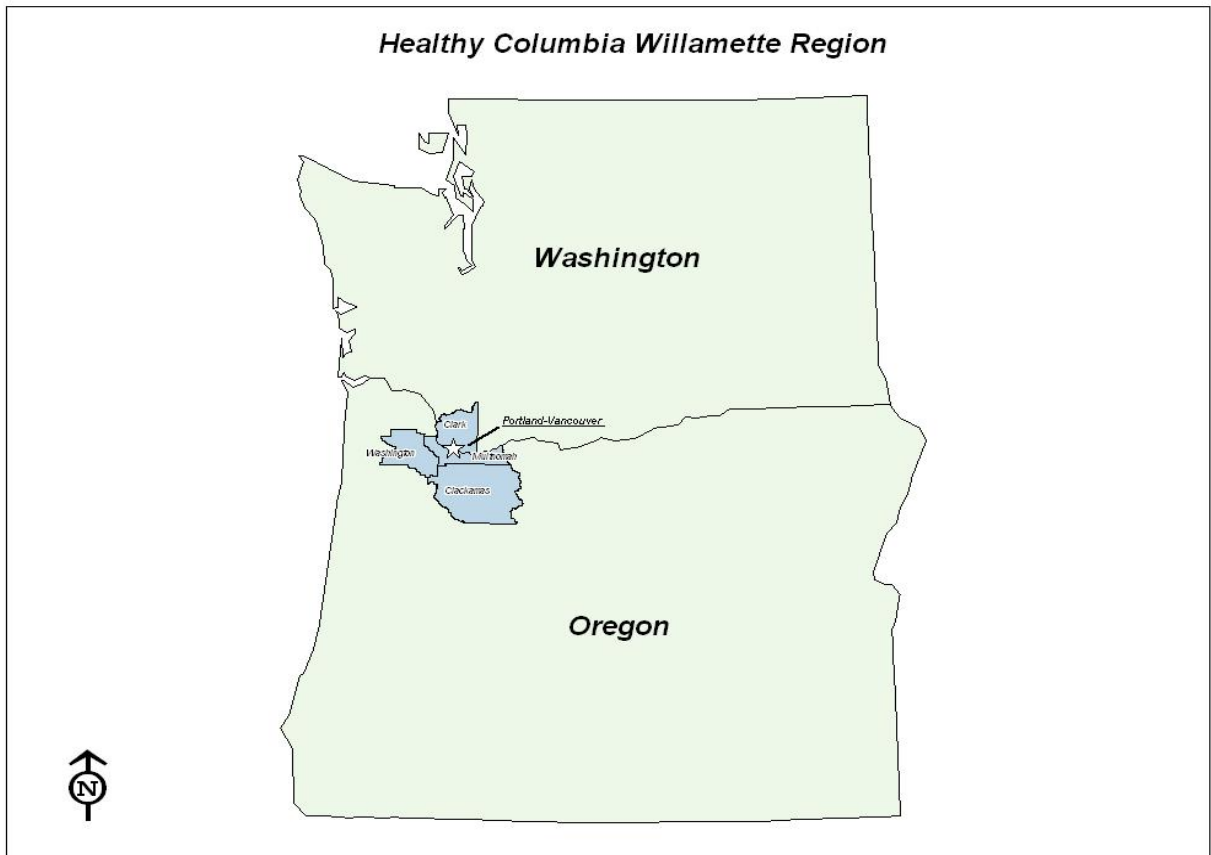 Healthy Columbia Willamette Region
Washington
Clark
Portland-Vancouver
Washington
Multnomah
Clackamas
Oregon
N